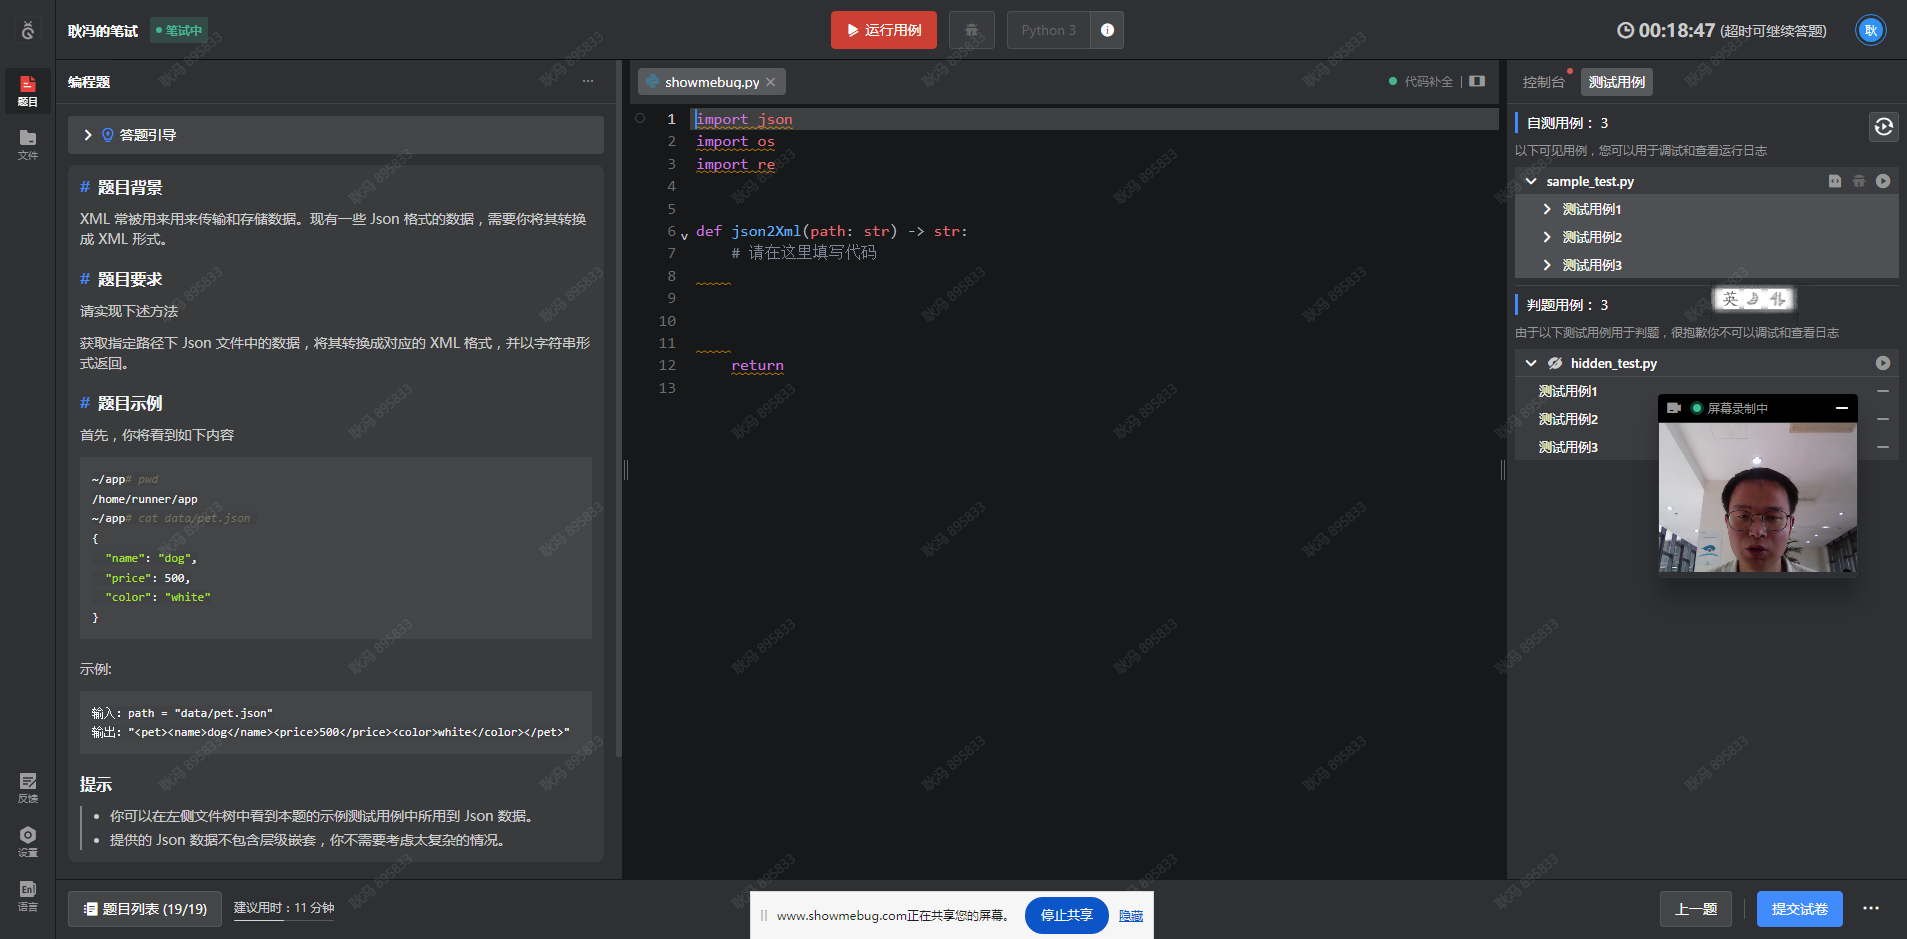 耿冯的笔试
笔试中
运行用例
Python 3
00:18:47 (超时可继续答题)
耿
题目
文件
反馈
设置
En
语言
编程题
答题引导
# 题目背景
XML 常被用来用来传输和存储数据。现有一些 Json 格式的数据，需要你将其转换
成 XML 形式。
# 题目要求
请实现下述方法
获取指定路径下 Json 文件中的数据，将其转换成对应的 XML 格式，并以字符串形
式返回。
# 题目示例
首先，你将看到如下内容
~/app# pwd
/home/runner/app
~/app# cat data/pet.json
{
"name": "dog",
"price": 500,
"color": "white"
}
示例:
输入: path = "data/pet.json"
输出: "<pet><name>dog</name><price>500</price><color>white</color></pet>"
提示
你可以在左侧文件树中看到本题的示例测试用例中所用到 Json 数据。
提供的 Json 数据不包含层级嵌套，你不需要考虑太复杂的情况。
题目列表 (19/19)
建议用时：11 分钟
showmebug.py
代码补全
1 import json
2 import os
3 import re
4
5
6 def json2Xml(path: str) -> str:
7 # 请在这里填写代码
8
9
10
11
12 return
13
控制台
测试用例
自测用例： 3
以下可见用例，您可以用于调试和查看运行日志
sample_test.py
测试用例1
测试用例2
测试用例3
英
判题用例： 3
由于以下测试用例用于判题，很抱歉你不可以调试和查看日志
hidden_test.py
测试用例1
测试用例2
测试用例3
屏幕录制中
www.showmebug.com正在共享您的屏幕。
停止共享
隐藏
上一题
提交试卷
耿冯 895833